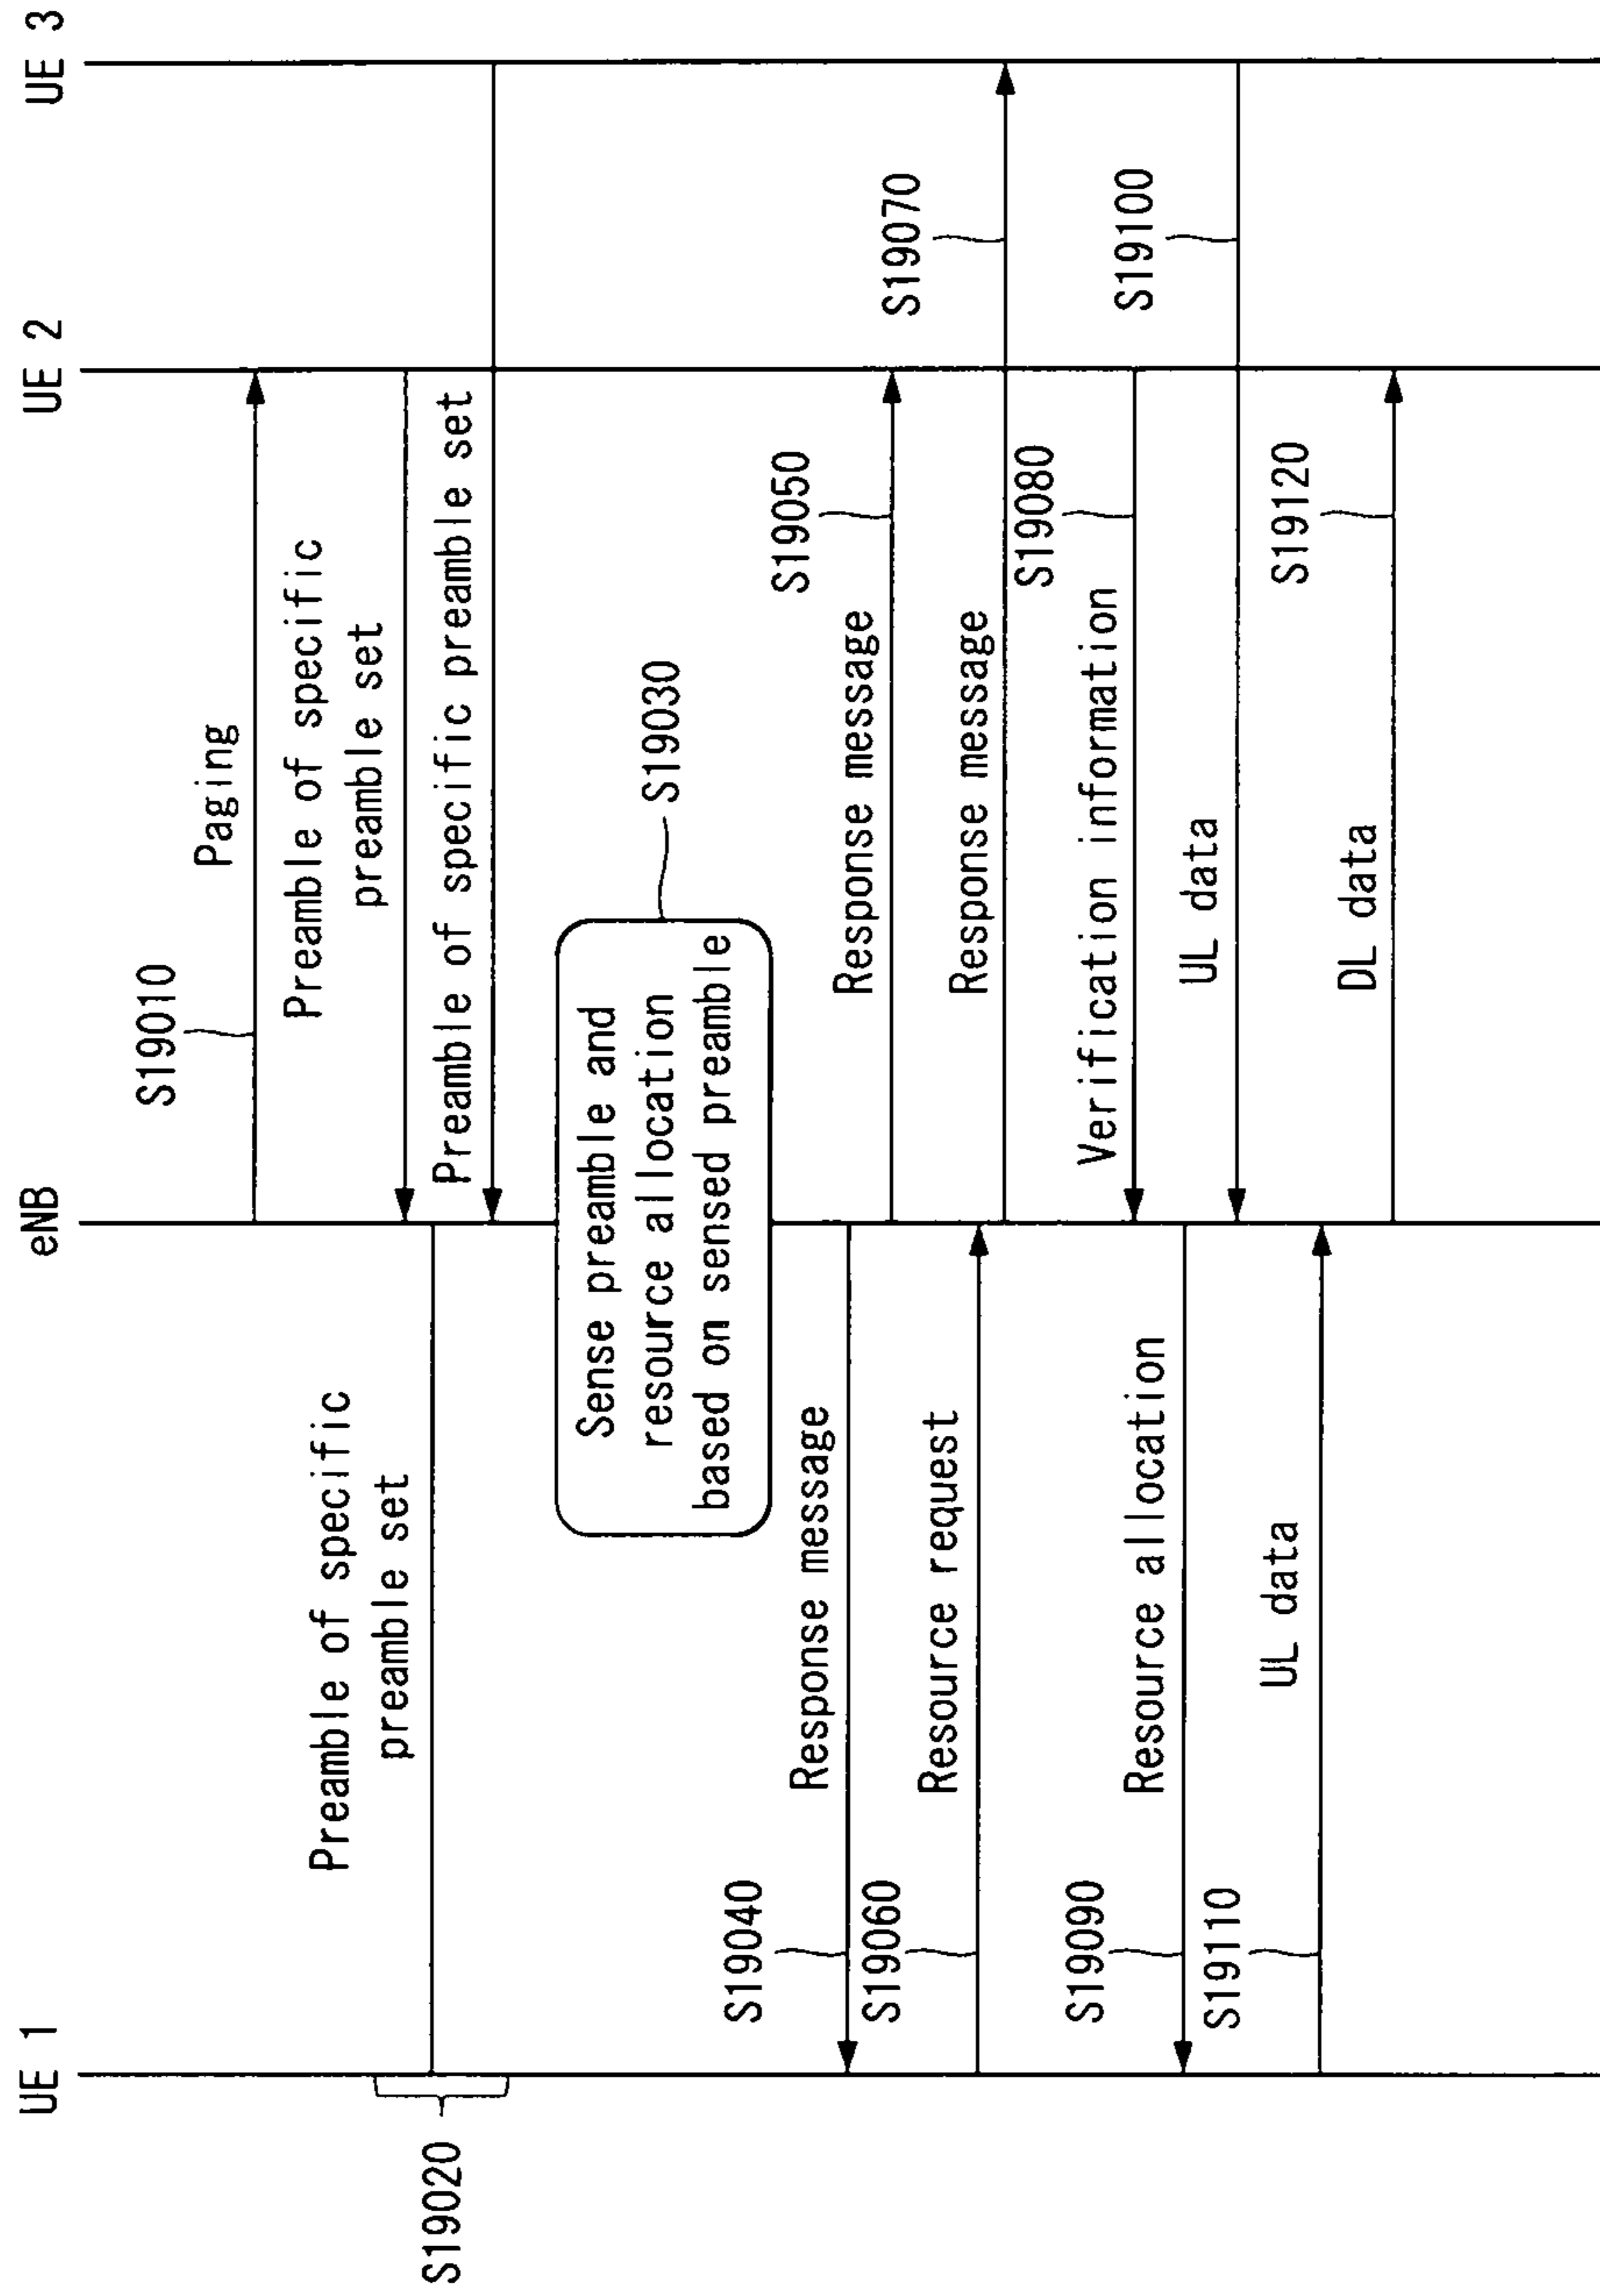 UE 1
eNB
UE 2
UE 3
S19010
Paging
Preamble of specific
preamble set
Preamble of specific
preamble set
Preamble of specific preamble set
S19020
Sense preamble and
resource allocation
based on sensed preamble
S19030
S19040
Response message
S19050
Response message
S19060
Resource request
S19070
Response message
S19080
Verification information
S19090
Resource allocation
S19100
UL data
S19110
UL data
S19120
DL data